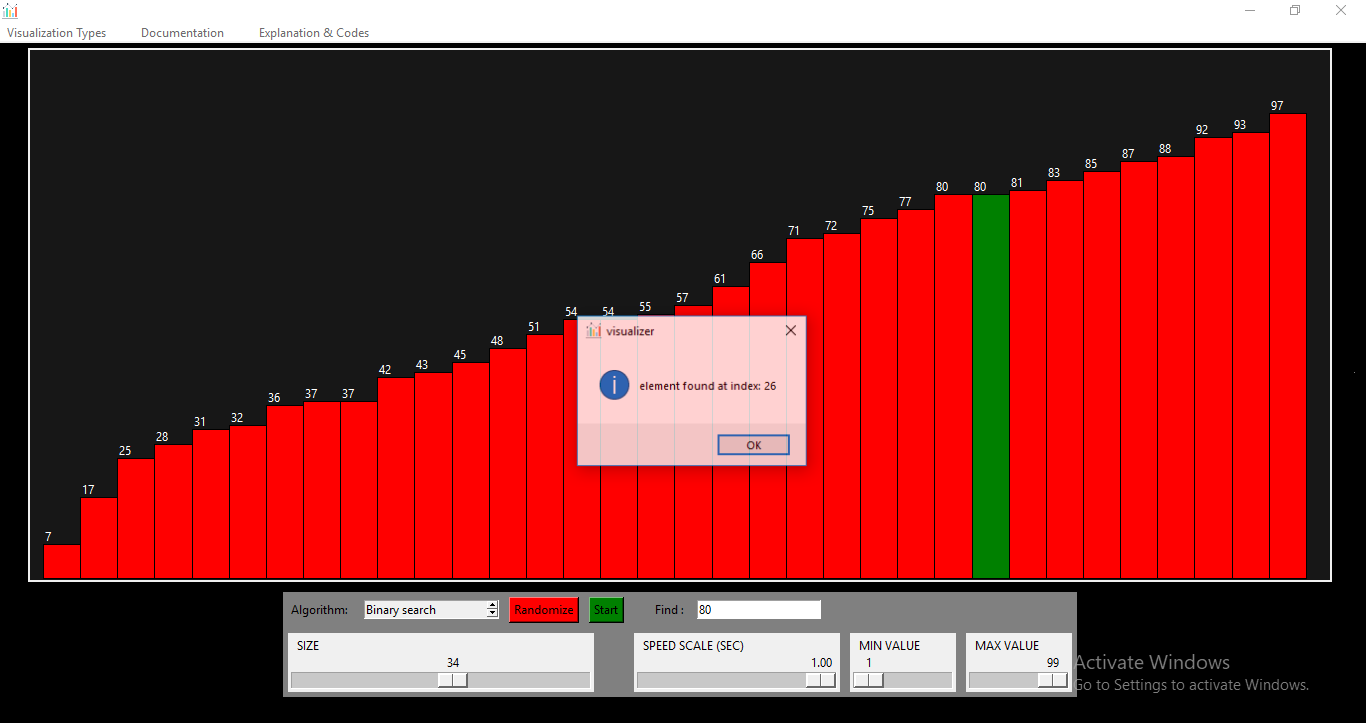 Visualization Types Documentation Explanation & Codes
7 17 25 28 31 32 36 37 37 42 43 45 48 51 54 54 55 57 61 66 71 72 75 77 80 80 81 83 85 87 88 92 93 97
visualizer
element found at index: 26
OK
Algorithm: Binary search Randomize Start Find : 80
SIZE
34
SPEED SCALE (SEC)
1.00
MIN VALUE
1
MAX VALUE
99
Activate Windows
Go to Settings to activate Windows.